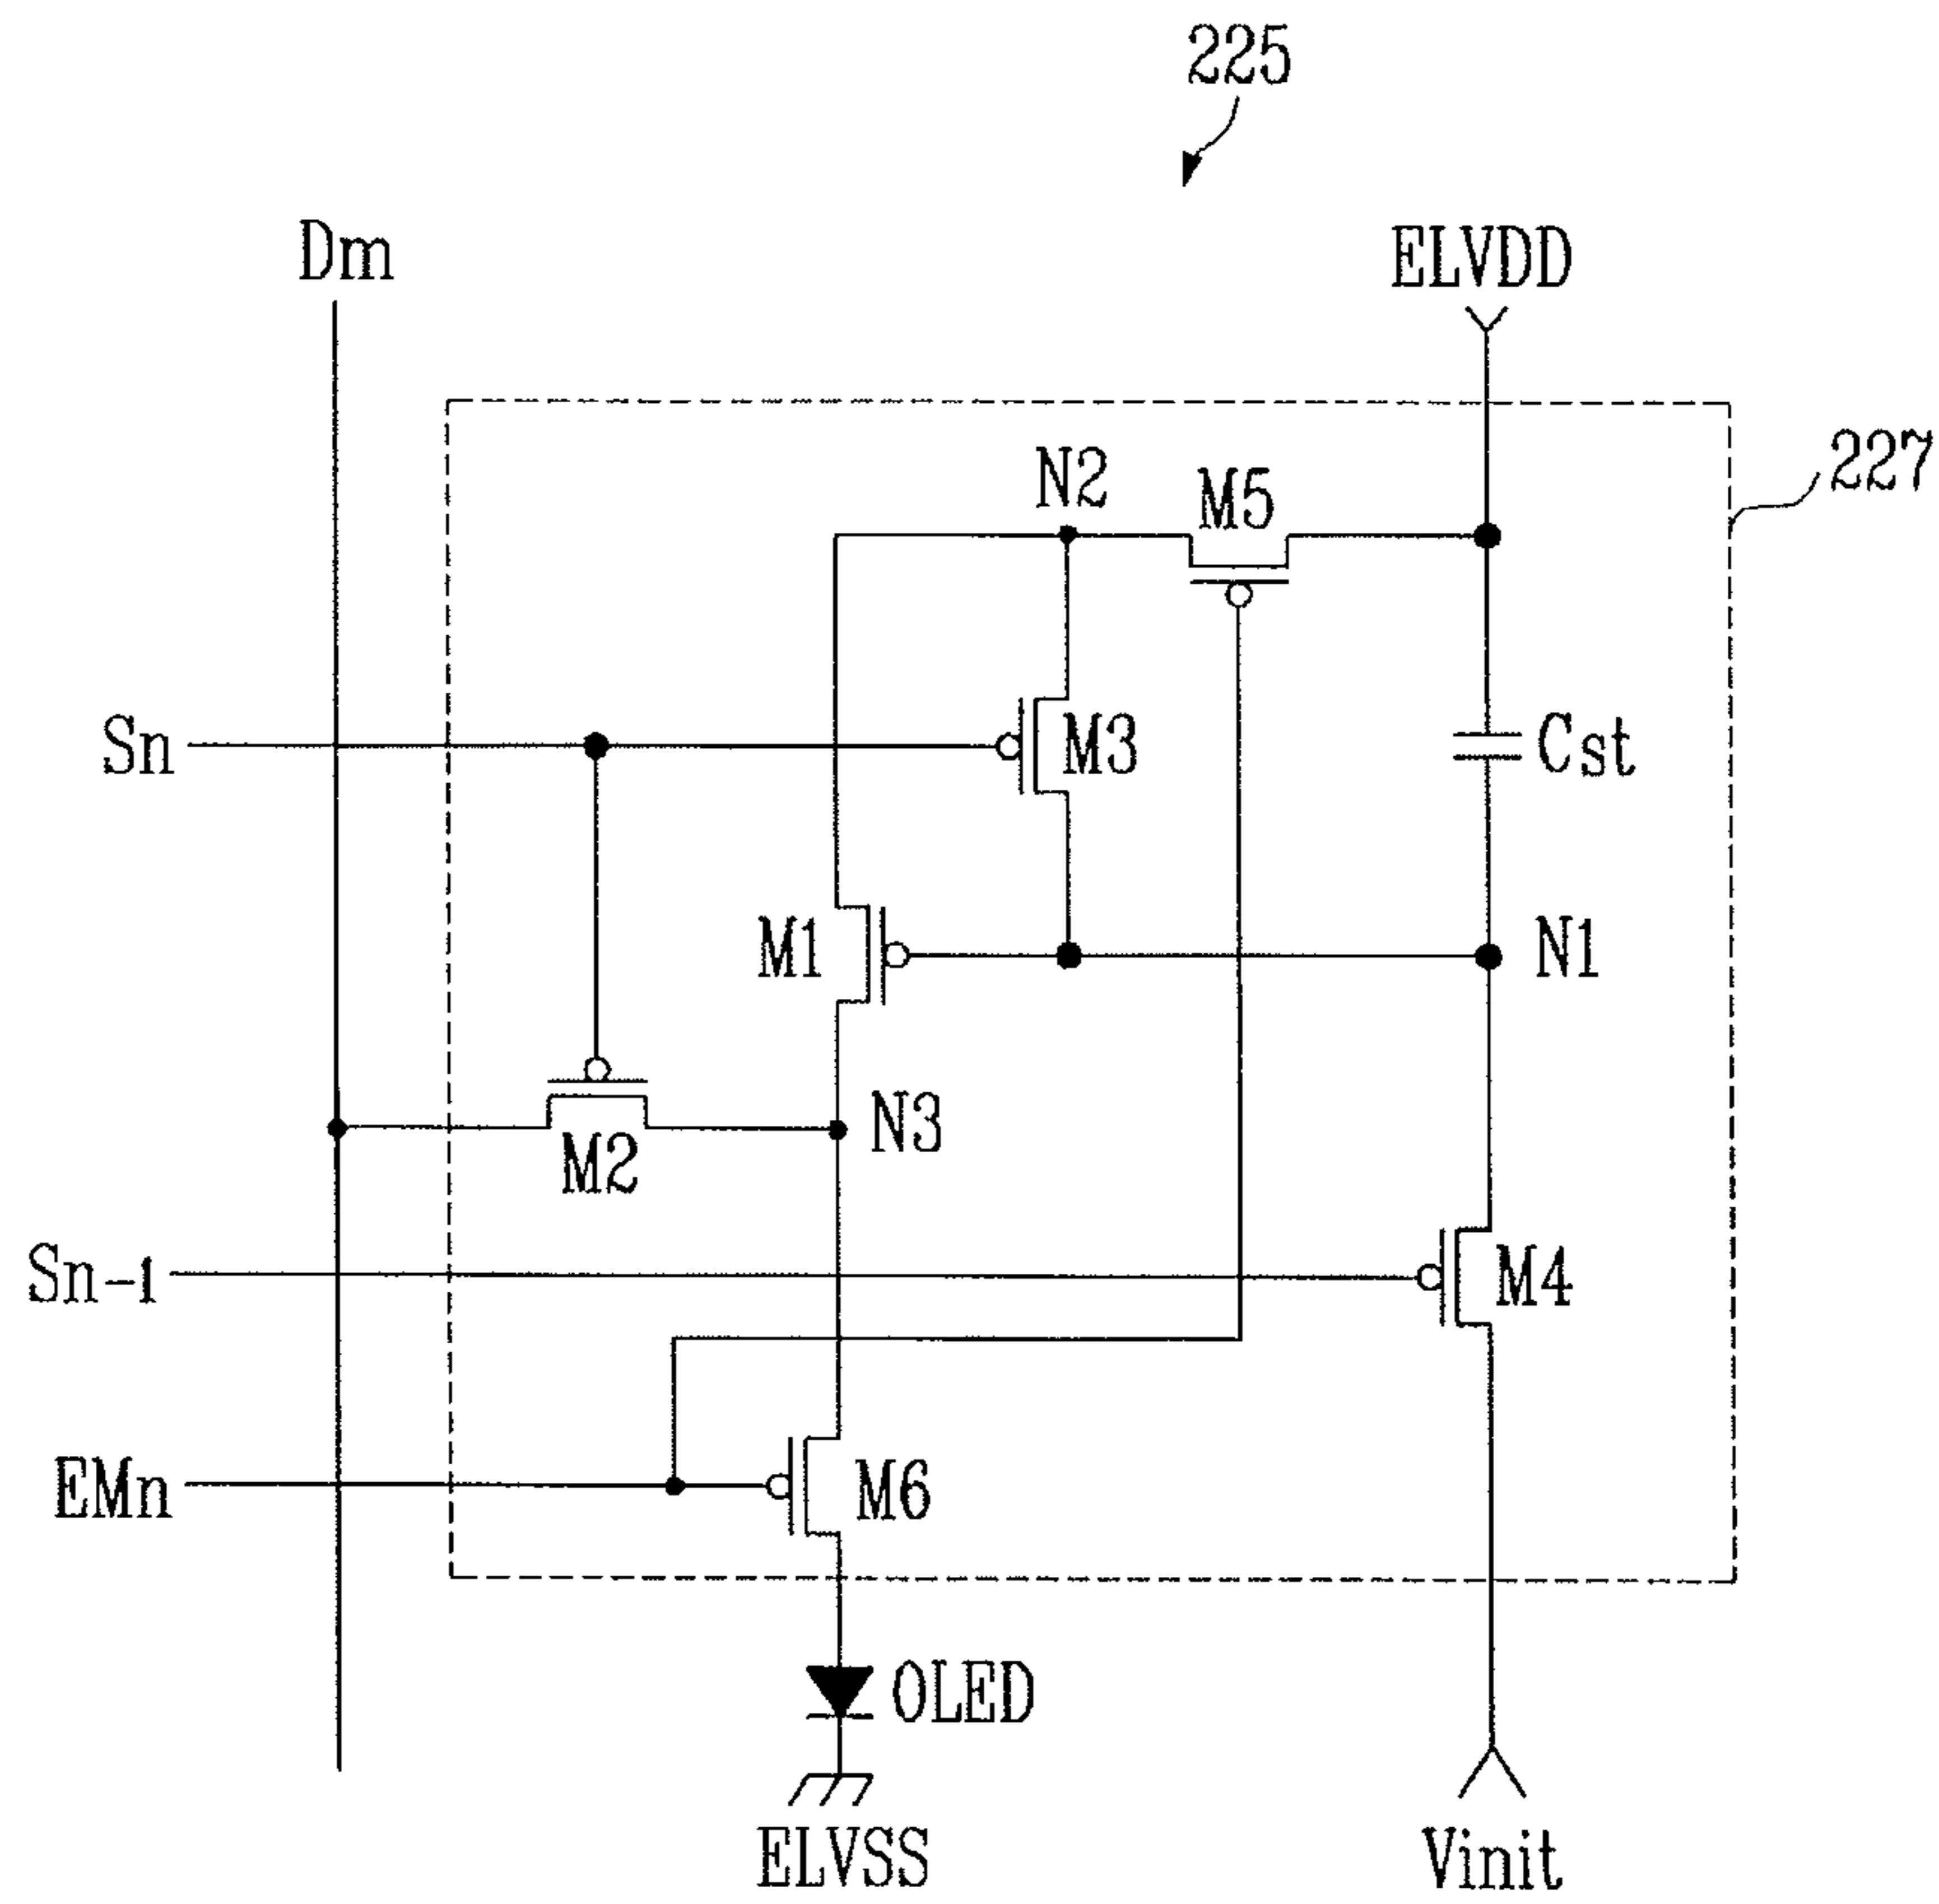 225
Dm
ELVDD
N2
M5
227
Sn
M3
Cst
M1
N1
N3
M2
Sn-1
M4
EMn
M6
OLED
ELVSS
Vinit